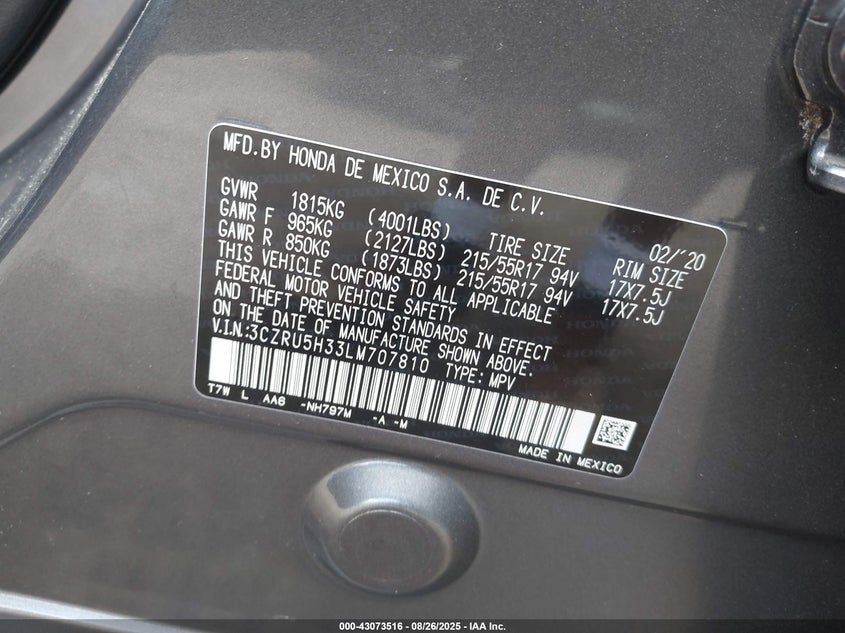 MFD.BY HONDA DE MEXICO S.A. DE C.V.
02/'20
GVWR 1815KG (4001LBS) TIRE SIZE RIM SIZE
GAWR F 965KG (2127LBS) 215/55R17 94V 17X7.5J
GAWR R 850KG (1873LBS) 215/55R17 94V 17X7.5J
THIS VEHICLE CONFORMS TO ALL APPLICABLE
FEDERAL MOTOR VEHICLE SAFETY
AND THEFT PREVENTION STANDARDS IN EFFECT
ON THE DATE OF MANUFACTURE SHOWN ABOVE.
V.I.N.:3CZRU5H33LM707810 TYPE: MPV
T7W L AA6 -NH797M -A -M
MADE IN MEXICO
000-43073516 - 08/26/2025 - IAA Inc.